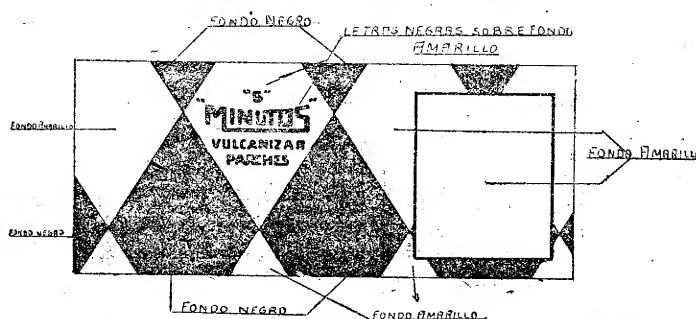 FONDO NEGRO
LETRAS NEGRAS SOBRE FONDO
AMARILLO
"5"
"MINUTOS"
VULCANIZAR
PARCHES
FONDO AMARILLO
FONDO AMARILLO
FONDO NEGRO
FONDO NEGRO
FONDO AMARILLO